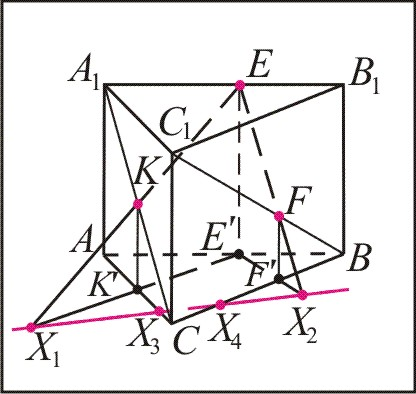 A₁ E B₁
C₁
K F
A E′ B
K′ F′
X₁ X₃ C X₄ X₂